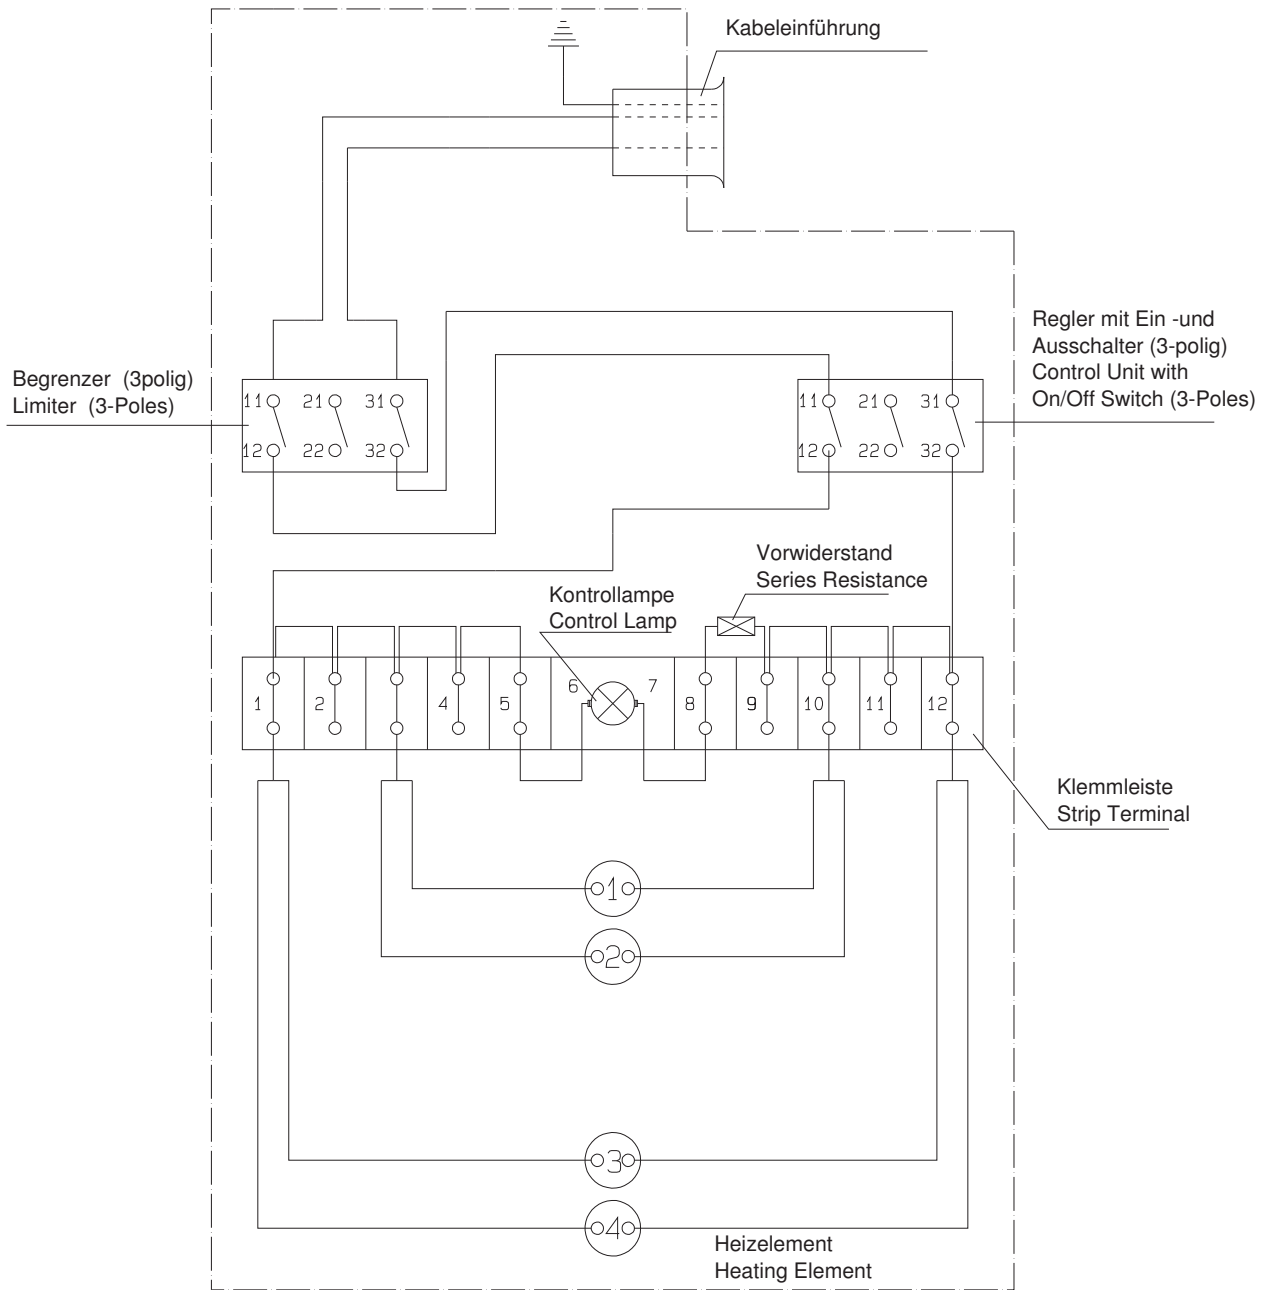 Kabeleinführung
Regler mit Ein -und
Ausschalter (3-polig)
Control Unit with
On/Off Switch (3-Poles)
Begrenzer (3polig)
Limiter (3-Poles)
11 21 31
12 22 32
11 21 31
12 22 32
Vorwiderstand
Series Resistance
Kontrollampe
Control Lamp
1 2 4 5 6 7 8 9 10 11 12
Klemmleiste
Strip Terminal
1
2
3
4
Heizelement
Heating Element